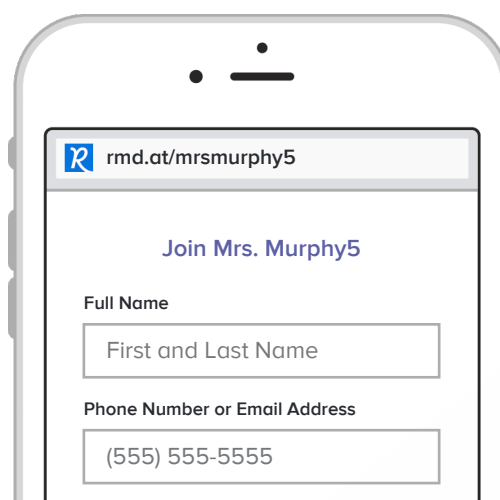 rmd.at/mrsmurphy5
Join Mrs. Murphy5
Full Name
First and Last Name
Phone Number or Email Address
(555) 555-5555